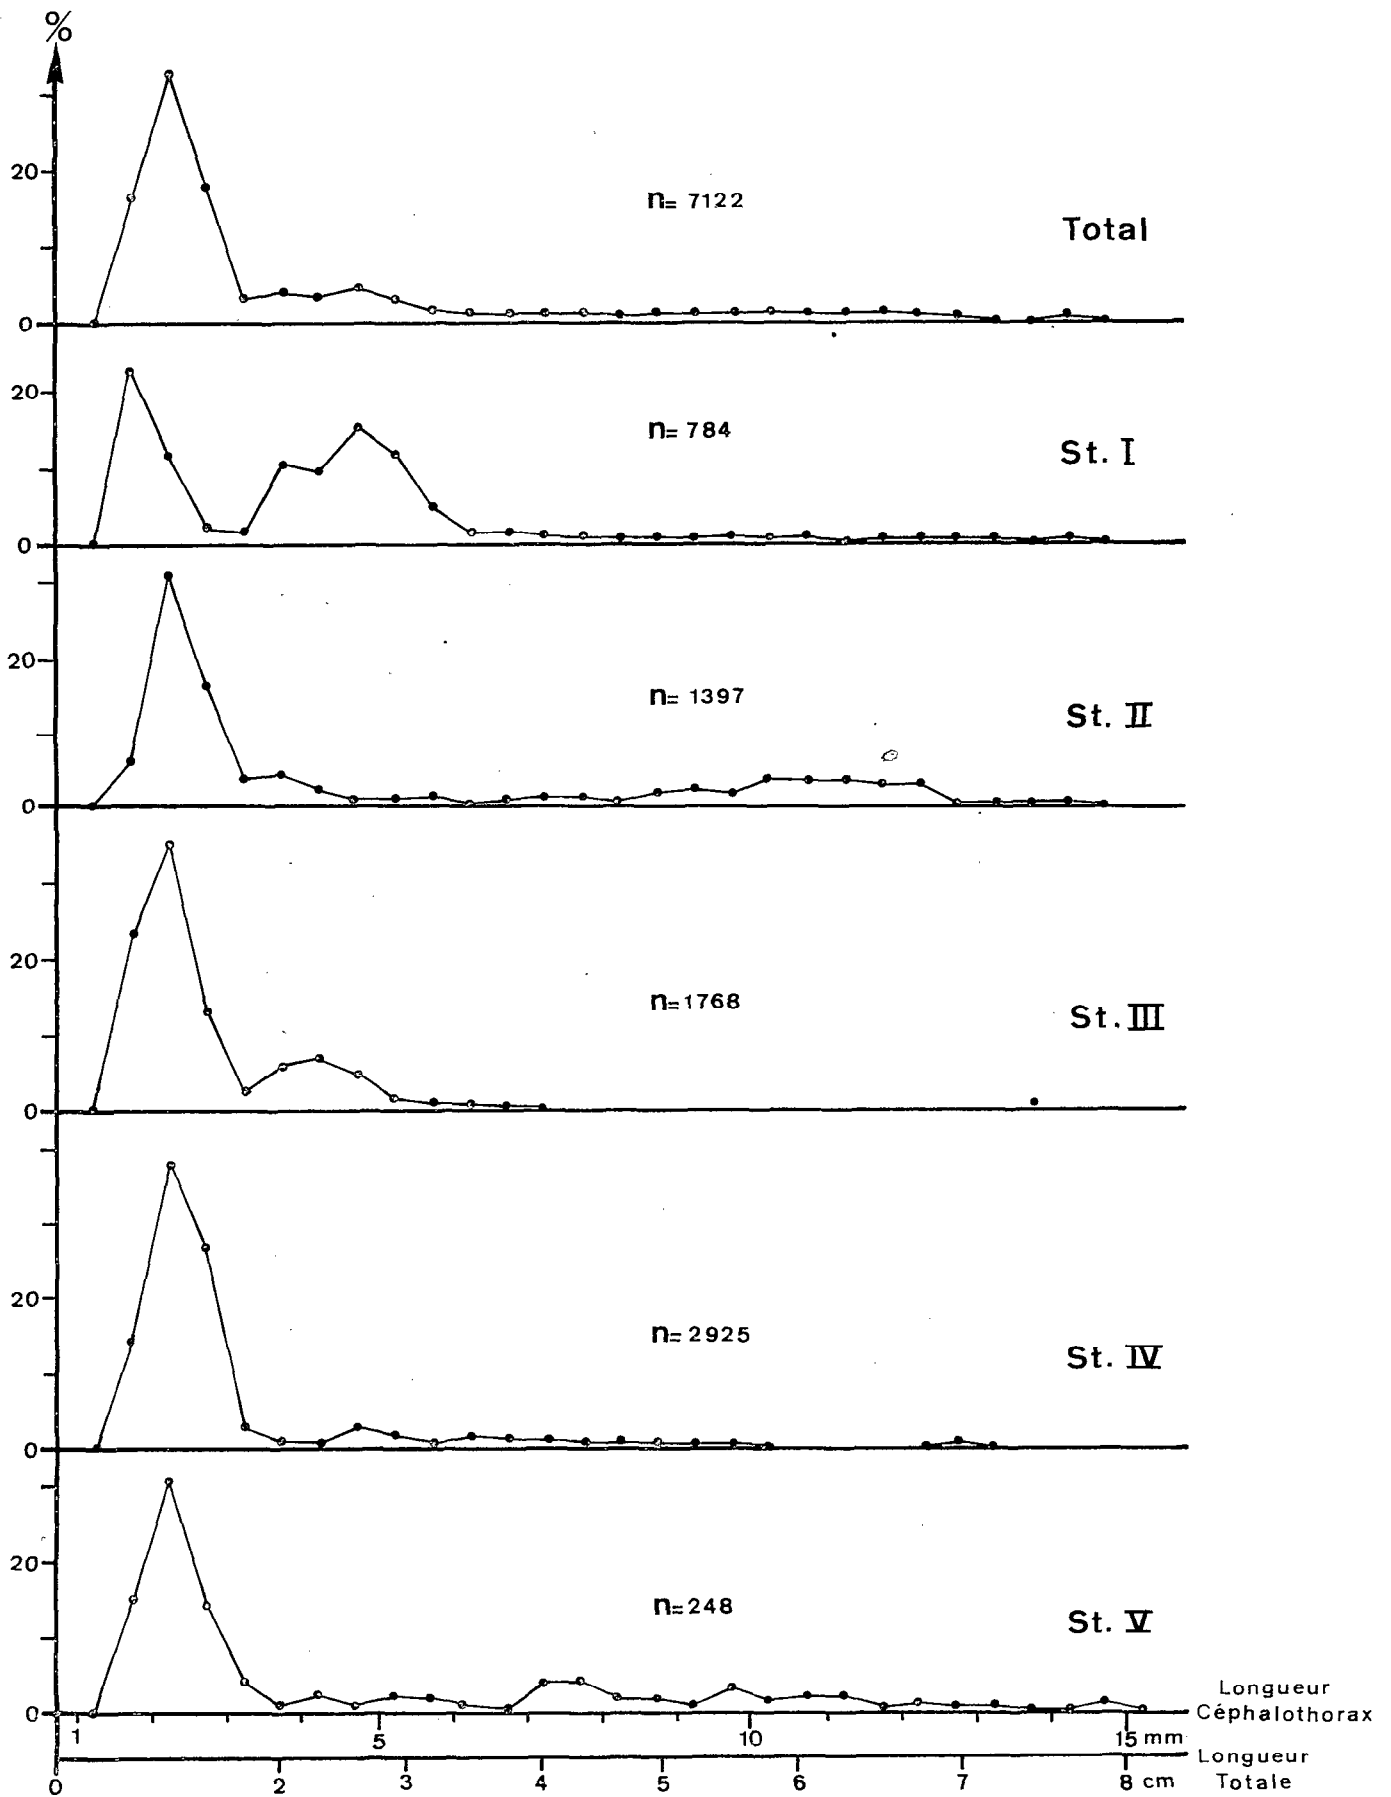 %
20
n= 7122
Total
0
20
n= 784
St. I
0
20
n= 1397
St. II
0
20
n= 1768
St. III
0
20
n= 2925
St. IV
0
20
n= 248
St. V
0
1 5 10 15 mm
Longueur
Céphalothorax
0 2 3 4 5 6 7 8 cm
Longueur
Totale